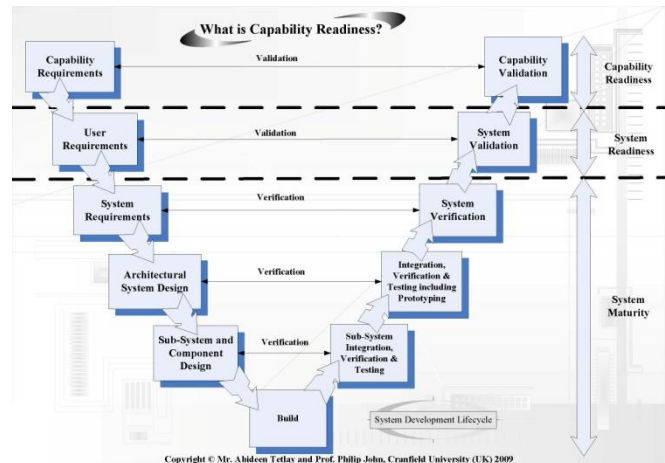 What is Capability Readiness?
Capability
Requirements
Validation
Capability
Validation
Capability
Readiness
User
Requirements
Validation
System
Validation
System
Readiness
System
Requirements
Verification
System
Verification
Architectural
System Design
Verification
Integration,
Verification &
Testing including
Prototyping
System
Maturity
Sub-System and
Component
Design
Verification
Sub-System
Integration,
Verification &
Testing
Build
System Development Lifecycle
Copyright © Mr. Abideen Tetlay and Prof. Philip John, Cranfield University (UK) 2009